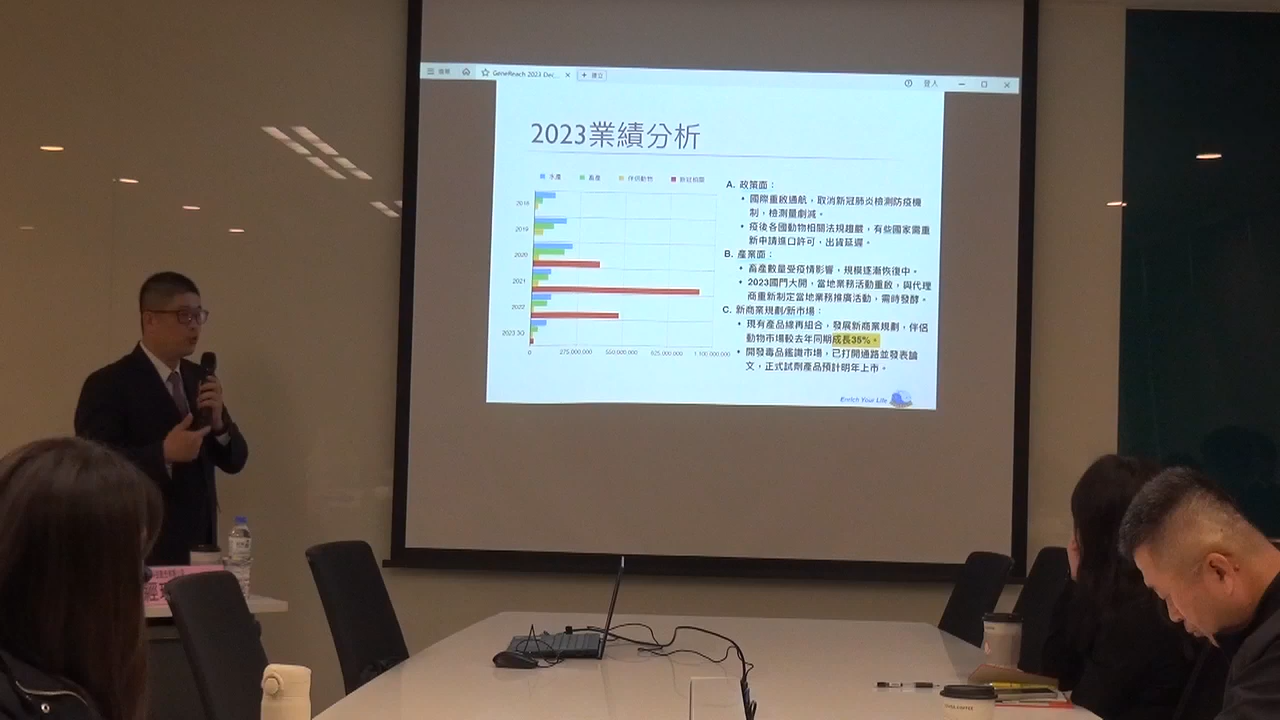 檔案 GeneReach 2023 Dec... × + 建立 登入
2023業績分析
水產 畜產 伴侶動物 新冠相關
2018
2019
2020
2021
2022
2023 3Q
0 275,000,000 550,000,000 825,000,000 1,100,000,000
A. 政策面：
• 國際重啟通航，取消新冠肺炎檢測防疫機
制，檢測量劇減。
• 疫後各國動物相關法規趨嚴，有些國家需重
新申請進口許可，出貨延遲。
B. 產業面：
• 畜產數量受疫情影響，規模逐漸恢復中。
• 2023國門大開，當地業務活動重啟，與代理
商重新制定當地業務推廣活動，需時發酵。
C. 新商業規劃/新市場：
• 現有產品線再組合，發展新商業規劃，伴侶
動物市場較去年同期成長35%。
• 開發毒品鑑識市場，已打開通路並發表論
文，正式試劑產品預計明年上市。
Enrich Your Life